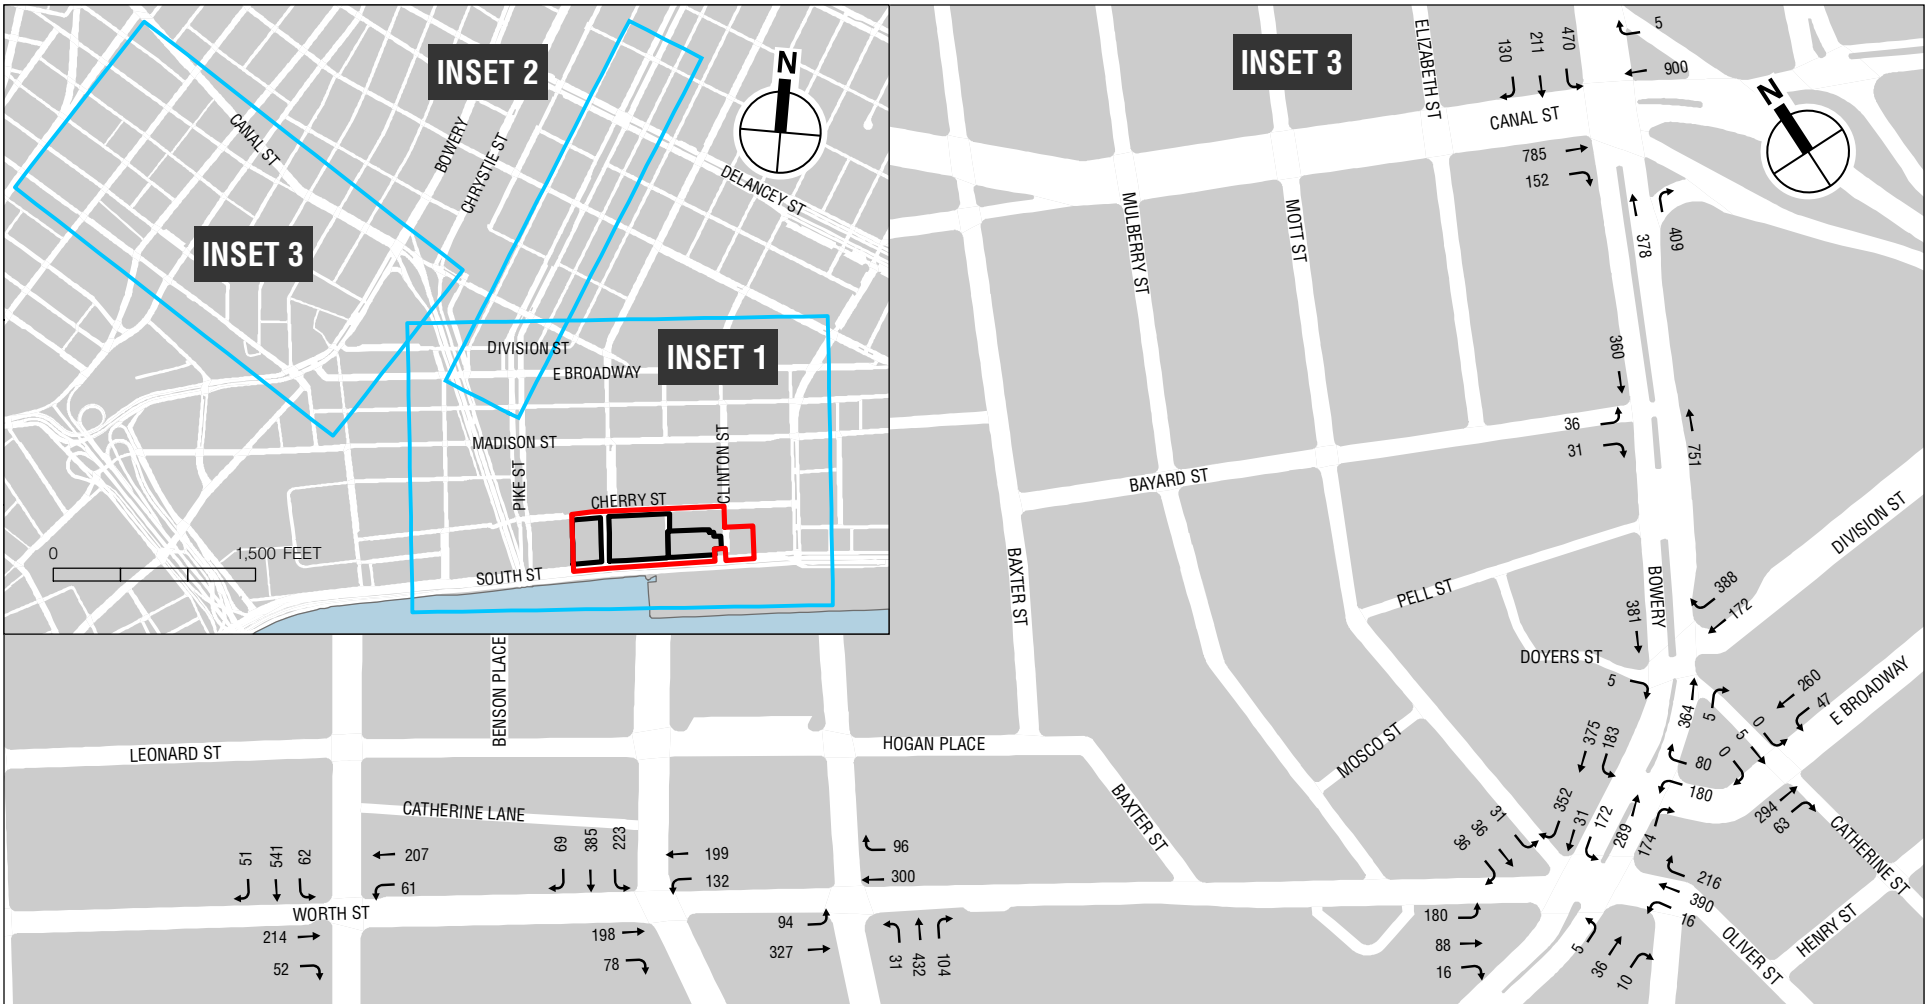 INSET 2
N
BOWERY
CHRYSTIE ST
CANAL ST
DELANCEY ST
INSET 3
DIVISION ST
INSET 1
E BROADWAY
MADISON ST
PIKE ST
CLINTON ST
CHERRY ST
0
1,500 FEET
SOUTH ST
INSET 3
N
ELIZABETH ST
130
211
470
5
900
CANAL ST
785
152
378
409
MULBERRY ST
MOTT ST
360
36
31
751
BAYARD ST
BAXTER ST
DIVISION ST
PELL ST
BOWERY
381
388
172
DOYERS ST
5
260
47
E BROADWAY
364
5
0
5
0
375
183
80
180
294
63
CATHERINE ST
MOSCO ST
BENSON PLACE
LEONARD ST
HOGAN PLACE
CATHERINE LANE
BAXTER ST
51
541
62
207
61
69
385
223
199
132
96
300
WORTH ST
214
52
198
78
94
327
31
432
104
36
36
31
352
31
172
289
174
180
88
16
216
390
16
5
36
10
OLIVER ST
HENRY ST